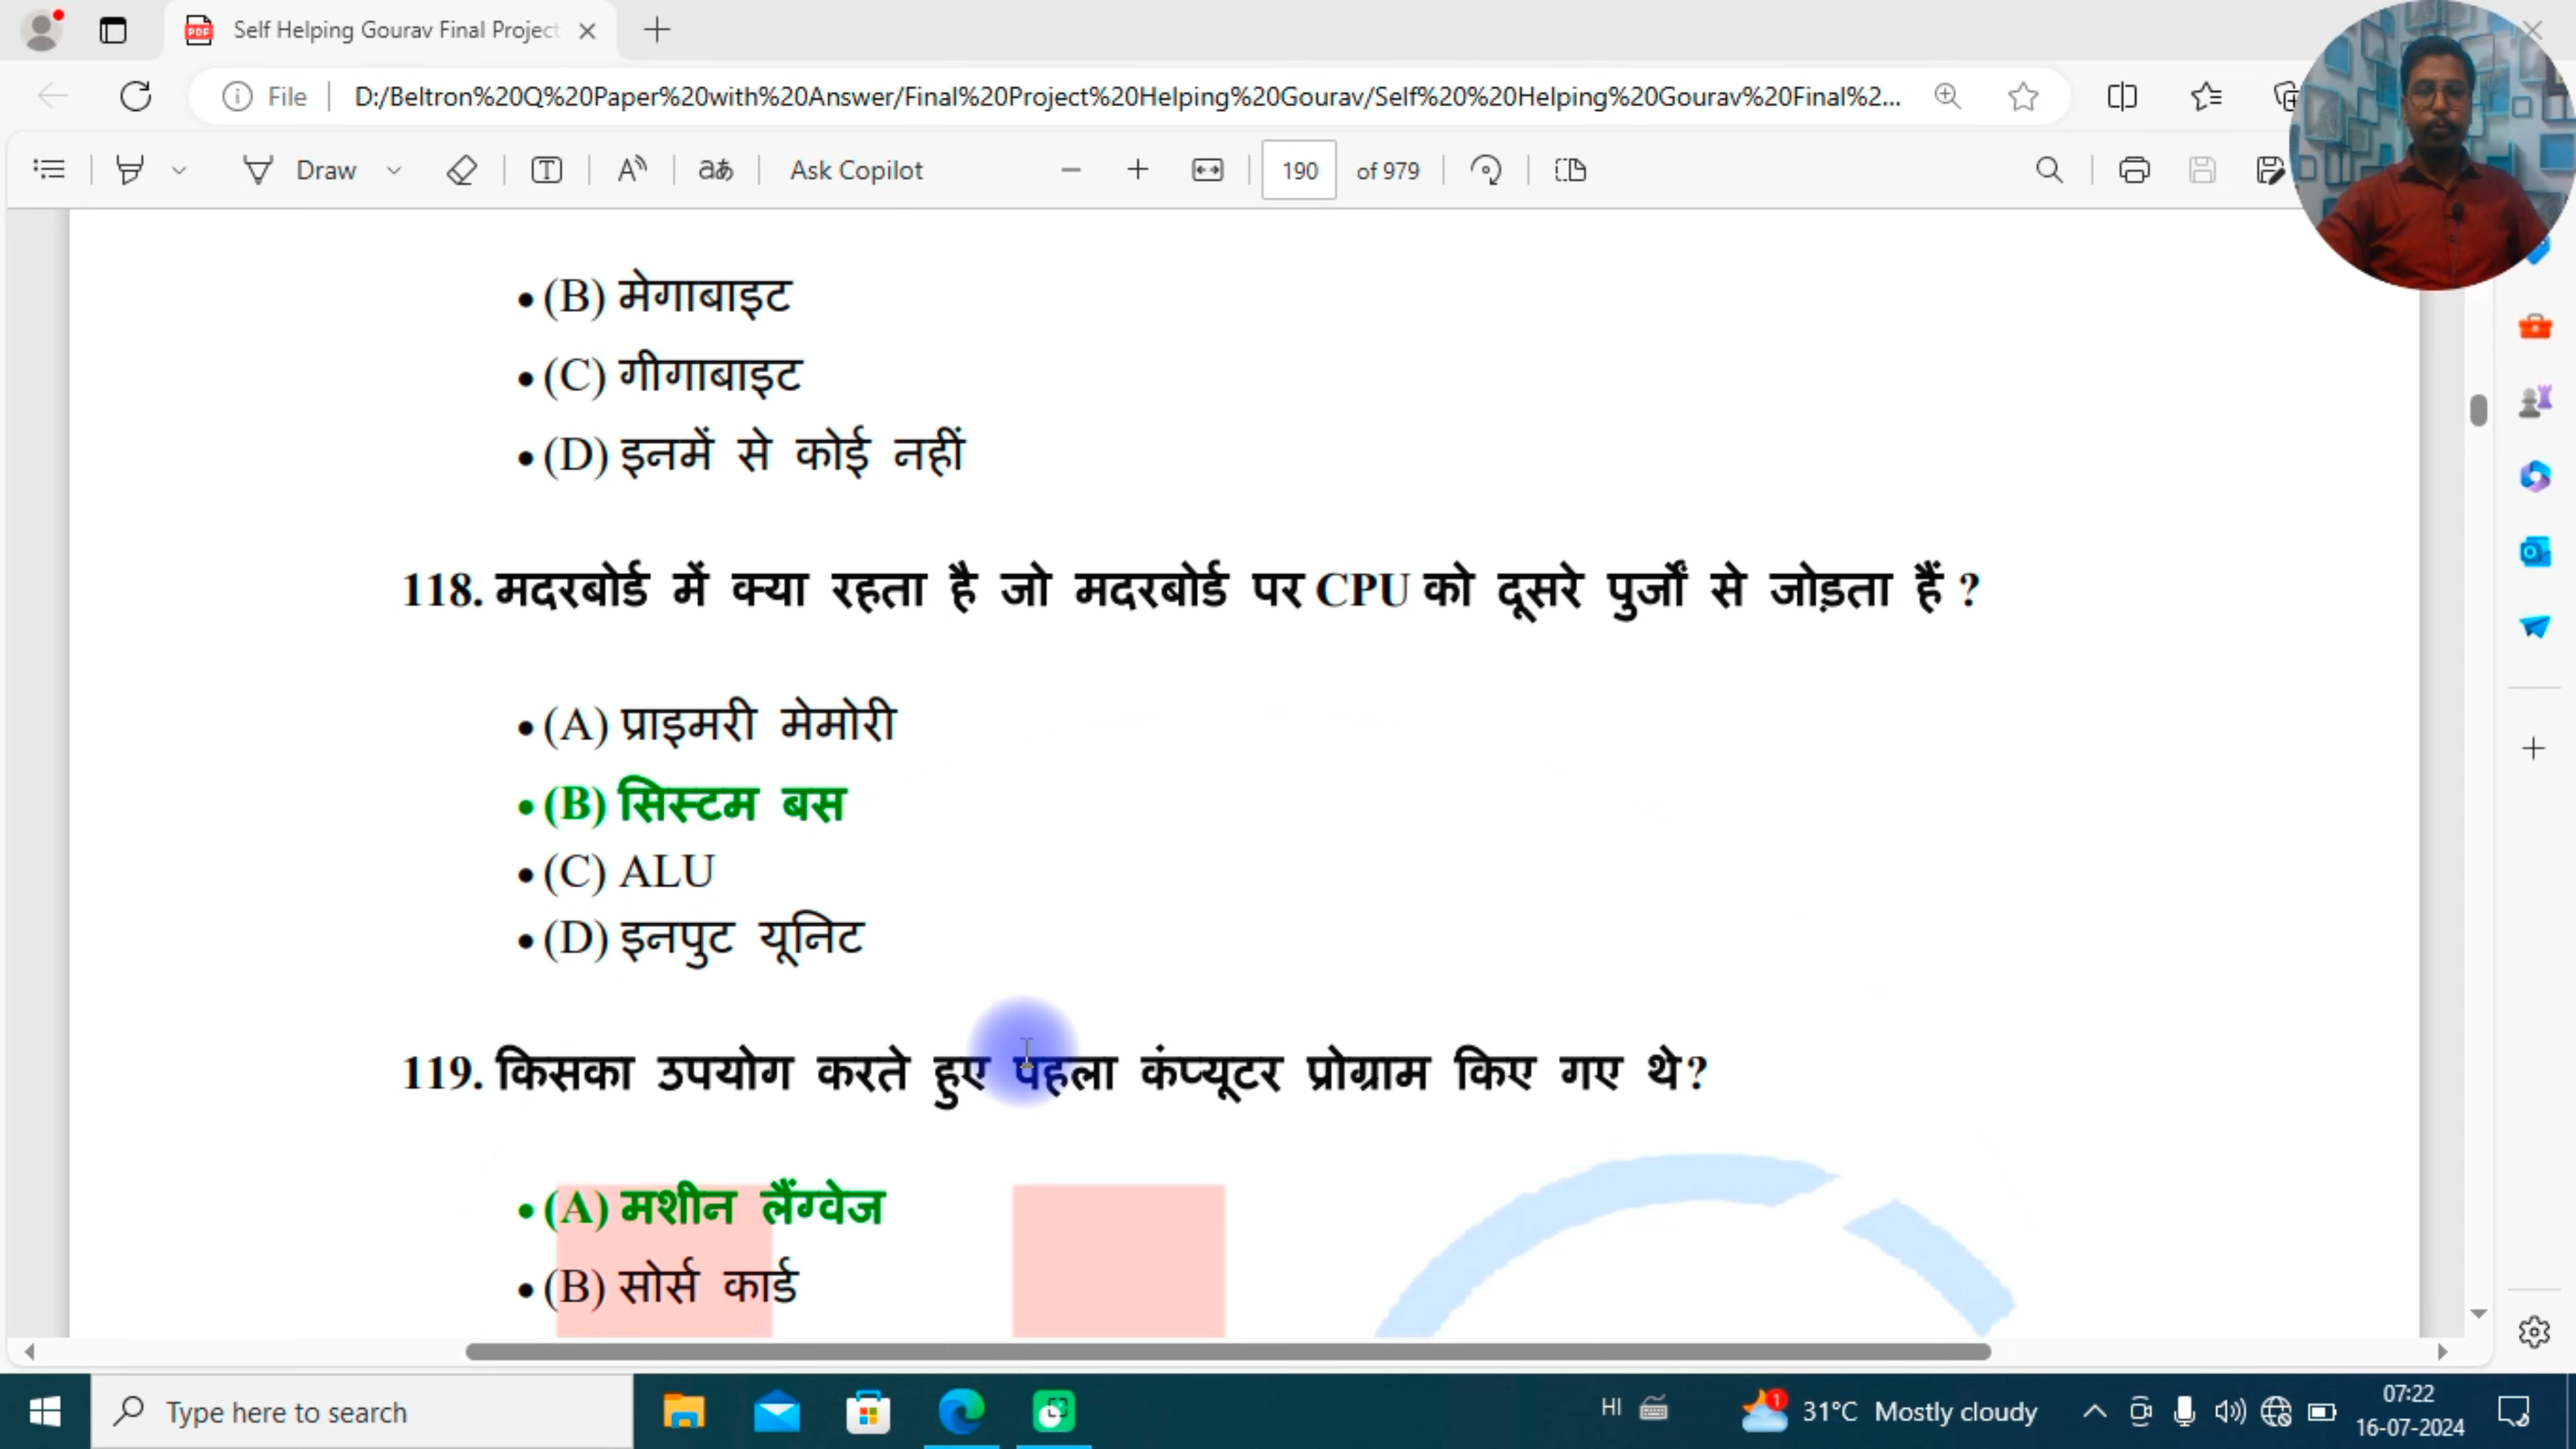 Self Helping Gourav Final Project
File
D:/Beltron%20Q%20Paper%20with%20Answer/Final%20Project%20Helping%20Gourav/Self%20%20Helping%20Gourav%20Final%2...
Draw
aあ
Ask Copilot
190 of 979
• (B) मेगाबाइट
• (C) गीगाबाइट
• (D) इनमें से कोई नहीं
118. मदरबोर्ड में क्या रहता है जो मदरबोर्ड पर CPU को दूसरे पुर्जों से जोड़ता हैं ?
• (A) प्राइमरी मेमोरी
• (B) सिस्टम बस
• (C) ALU
• (D) इनपुट यूनिट
119. किसका उपयोग करते हुए पहला कंप्यूटर प्रोग्राम किए गए थे?
• (A) मशीन लैंग्वेज
• (B) सोर्स कार्ड
Type here to search
HI
1
31°C Mostly cloudy
07:22
16-07-2024